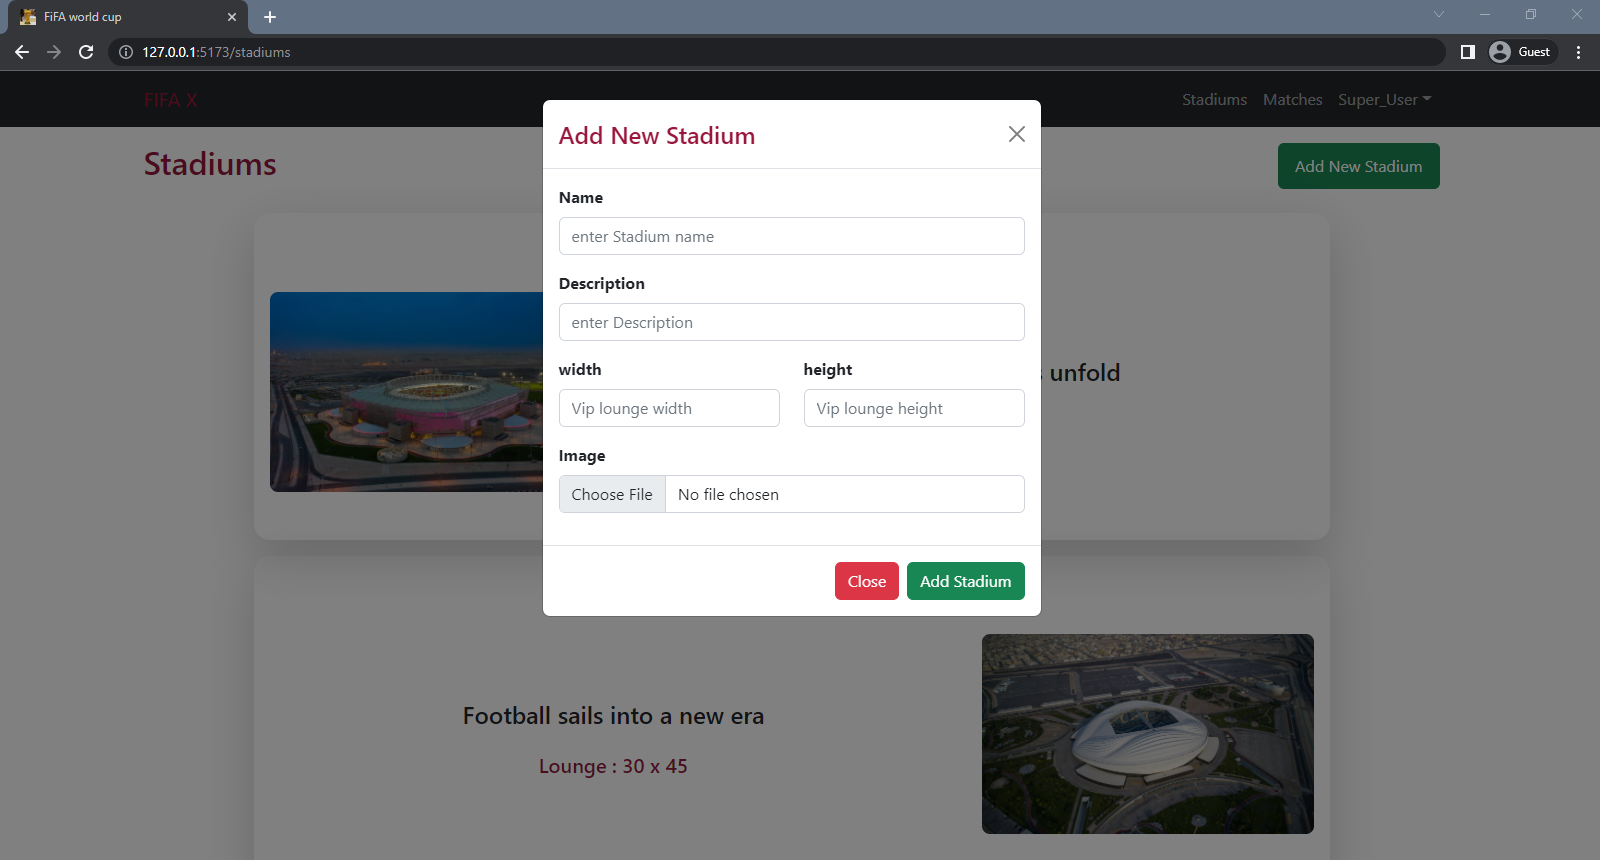 FiFA world cup
127.0.0.1:5173/stadiums
Guest
FIFA X
Stadiums Matches Super_User
Stadiums
Add New Stadium
Add New Stadium
Name
enter Stadium name
Description
enter Description
width height
Vip lounge width Vip lounge height
Image
Choose File No file chosen
Close Add Stadium
unfold
Football sails into a new era
Lounge : 30 x 45